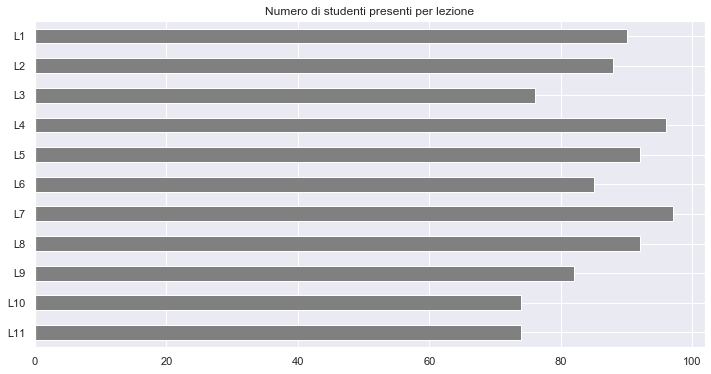 Numero di studenti presenti per lezione
L1
L2
L3
L4
L5
L6
L7
L8
L9
L10
L11
0 20 40 60 80 100